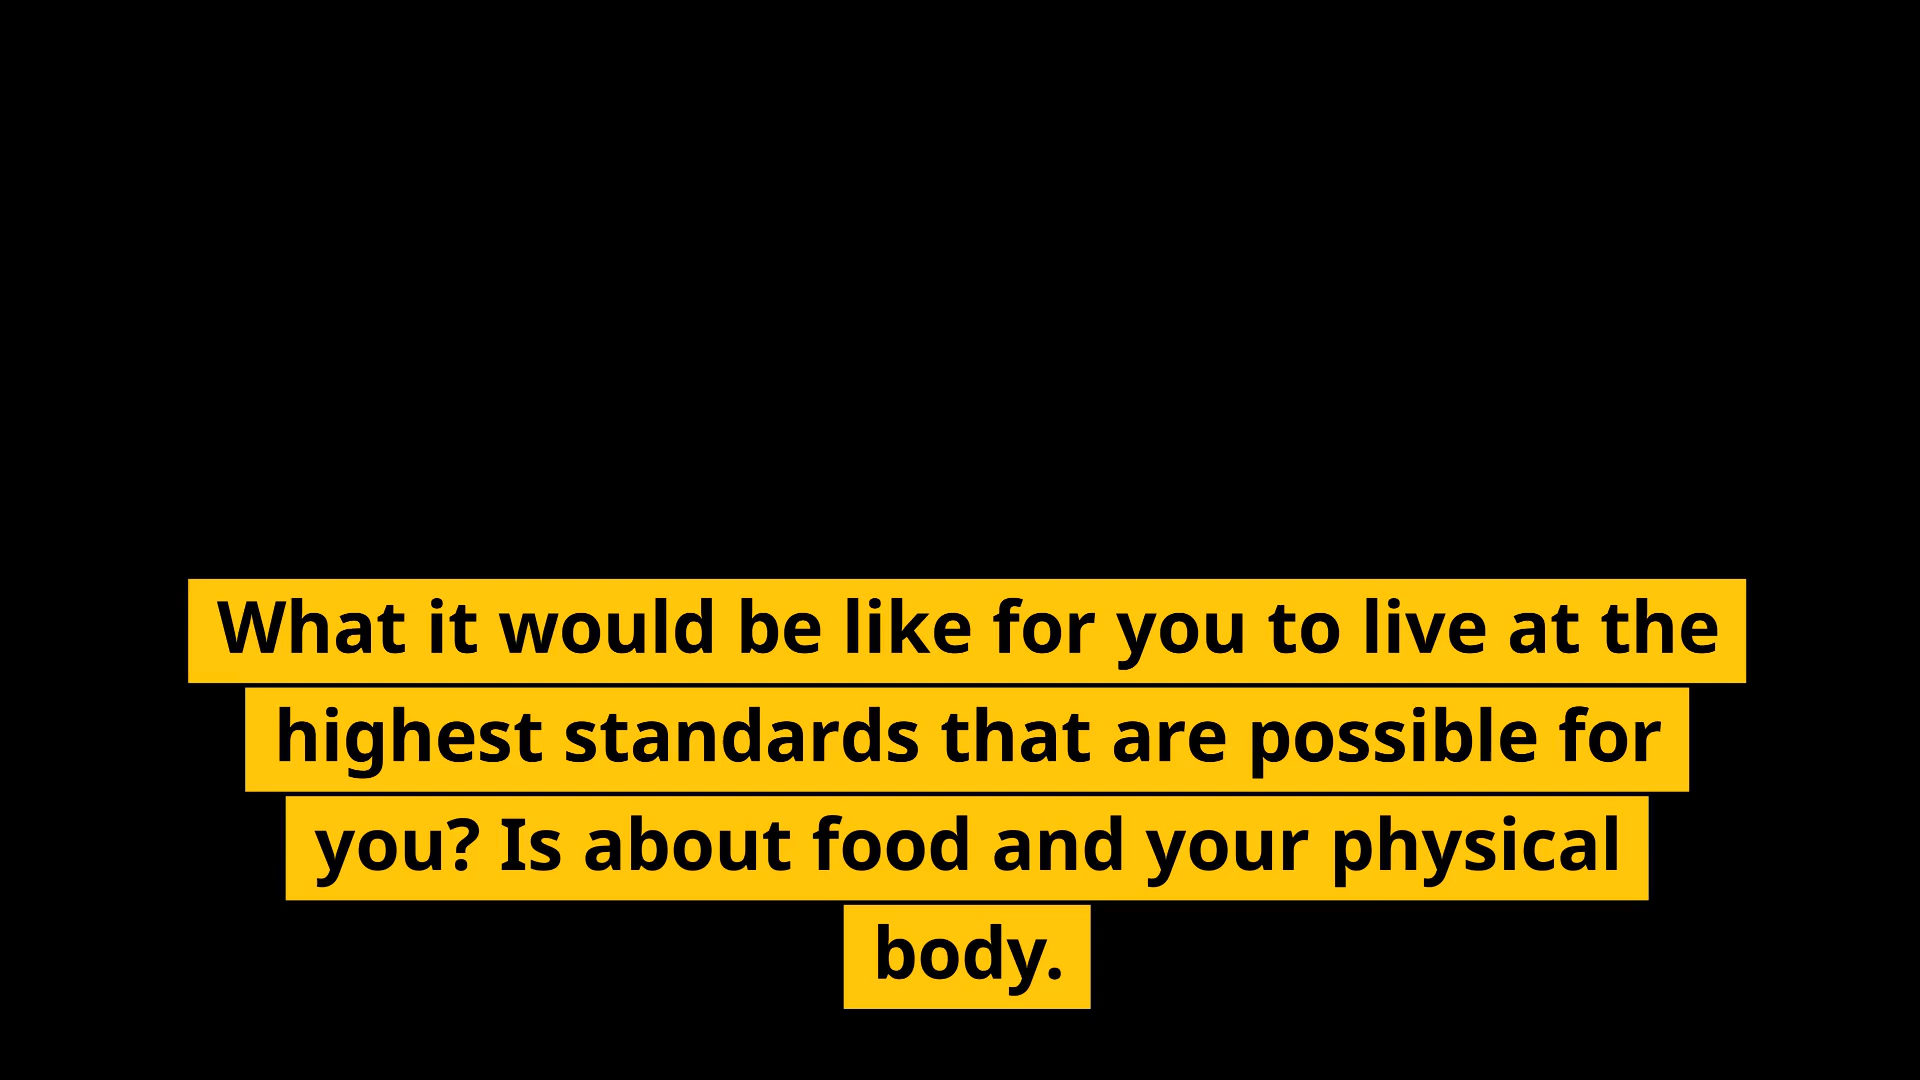 What it would be like for you to live at the
highest standards that are possible for
you? Is about food and your physical
body.